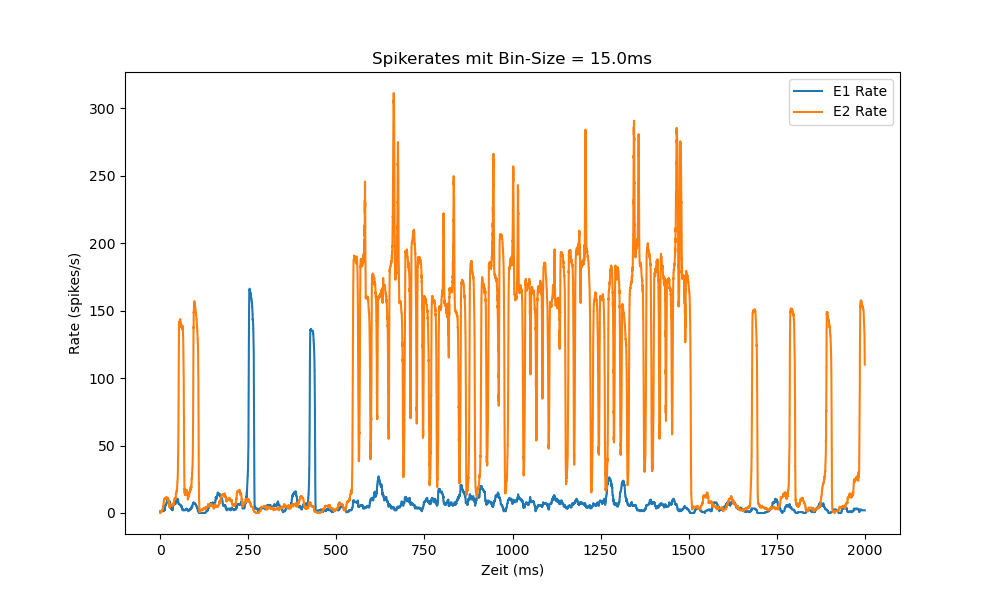 Spikerates mit Bin-Size = 15.0ms
E1 Rate
E2 Rate
300
250
200
150
100
50
0
Rate (spikes/s)
0 250 500 750 1000 1250 1500 1750 2000
Zeit (ms)